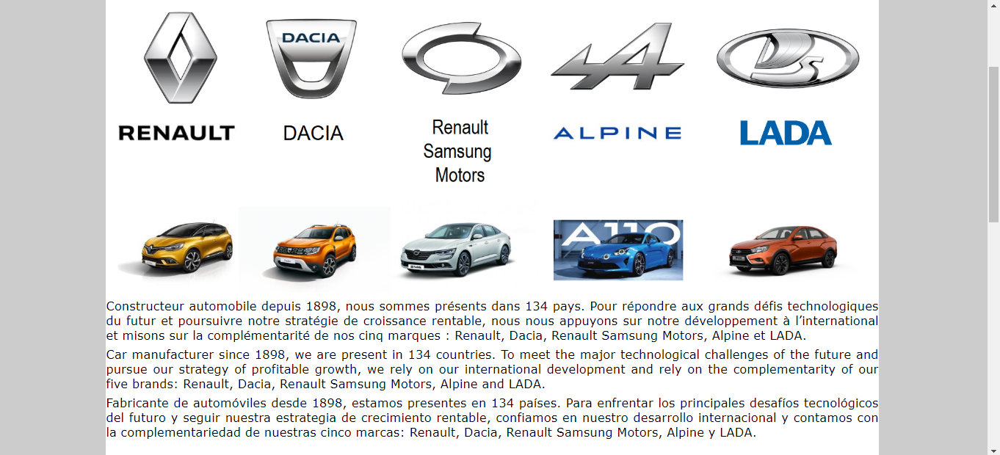 DACIA
RENAULT
DACIA
Renault
Samsung
Motors
ALPINE
LADA
A110
Constructeur automobile depuis 1898, nous sommes présents dans 134 pays. Pour répondre aux grands défis technologiques
du futur et poursuivre notre stratégie de croissance rentable, nous nous appuyons sur notre développement à l’international
et misons sur la complémentarité de nos cinq marques : Renault, Dacia, Renault Samsung Motors, Alpine et LADA.
Car manufacturer since 1898, we are present in 134 countries. To meet the major technological challenges of the future and
pursue our strategy of profitable growth, we rely on our international development and rely on the complementarity of our
five brands: Renault, Dacia, Renault Samsung Motors, Alpine and LADA.
Fabricante de automóviles desde 1898, estamos presentes en 134 países. Para enfrentar los principales desafíos tecnológicos
del futuro y seguir nuestra estrategia de crecimiento rentable, confiamos en nuestro desarrollo internacional y contamos con
la complementariedad de nuestras cinco marcas: Renault, Dacia, Renault Samsung Motors, Alpine y LADA.